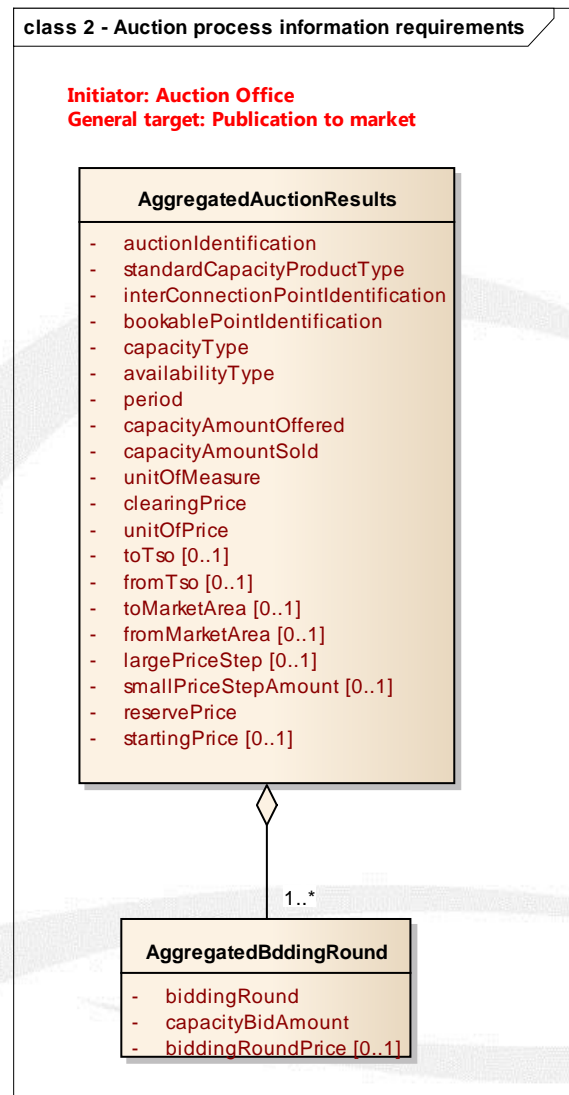 class 2 - Auction process information requirements
Initiator: Auction Office
General target: Publication to market
AggregatedAuctionResults
- auctionIdentification
- standardCapacityProductType
- interConnectionPointIdentification
- bookablePointIdentification
- capacityType
- availabilityType
- period
- capacityAmountOffered
- capacityAmountSold
- unitOfMeasure
- clearingPrice
- unitOfPrice
- toTso [0..1]
- fromTso [0..1]
- toMarketArea [0..1]
- fromMarketArea [0..1]
- largePriceStep [0..1]
- smallPriceStepAmount [0..1]
- reservePrice
- startingPrice [0..1]
1..*
AggregatedBddingRound
- biddingRound
- capacityBidAmount
- biddingRoundPrice [0..1]